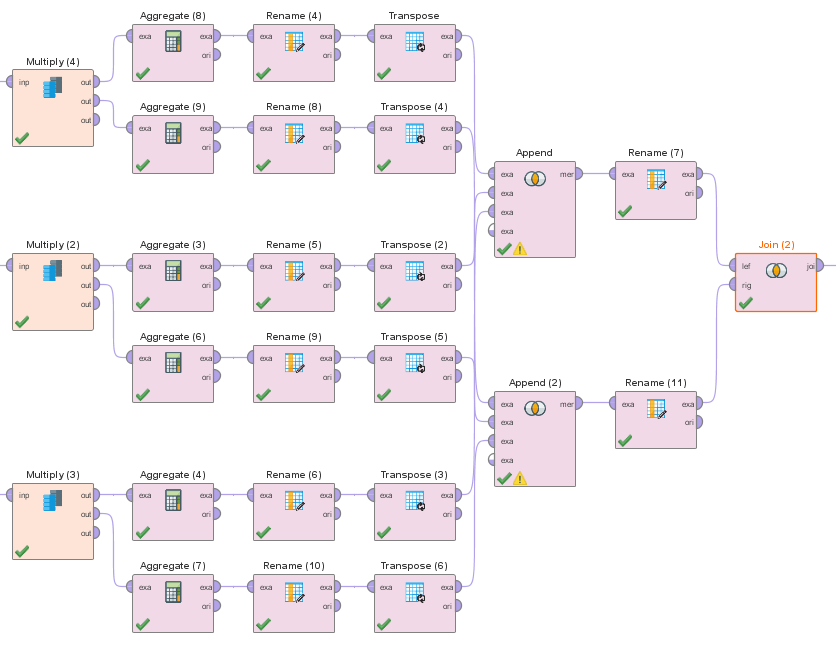 Aggregate (8) Rename (4) Transpose
exa exa exa exa exa exa
ori ori ori
Multiply (4)
inp out
out
out
Aggregate (9) Rename (8) Transpose (4)
exa exa exa exa exa exa
ori ori ori
Append Rename (7)
exa mer exa exa
exa ori
exa
exa
Multiply (2) Aggregate (3) Rename (5) Transpose (2) Join (2)
inp out exa exa exa exa exa exa lef joi
out ori ori ori rig
out
Aggregate (6) Rename (9) Transpose (5)
exa exa exa exa exa exa
ori ori ori
Append (2) Rename (11)
exa mer exa exa
exa ori
exa
exa
Multiply (3) Aggregate (4) Rename (6) Transpose (3)
inp out exa exa exa exa exa exa
out ori ori ori
out
Aggregate (7) Rename (10) Transpose (6)
exa exa exa exa exa exa
ori ori ori